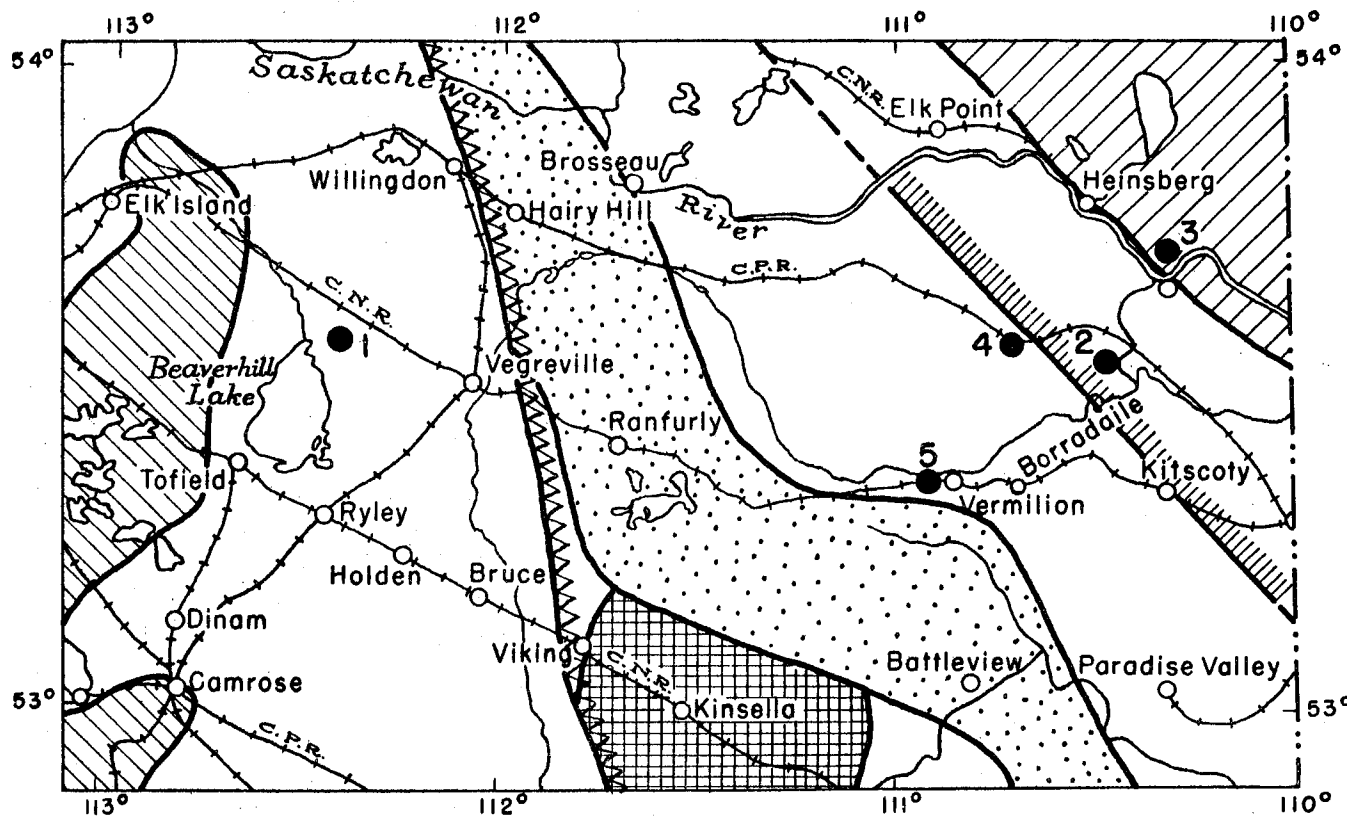 113° 112° 111° 110°
54° 54°
Saskatchewan
C.N.R.
Elk Point
Brosseau
Willingdon
Heinsberg
Elk Island
Hairy Hill
River
3
C.P.R.
C.N.R.
1
4
2
Beaverhill
Lake
Vegreville
Ranfurly
Borradaile
5
Tofield
Kitscoty
Vermilion
Ryley
Holden
Bruce
Dinam
Viking
C.N.R.
Battleview
Paradise Valley
Camrose
Kinsella
53° 53°
C.P.R.
113° 112° 111° 110°